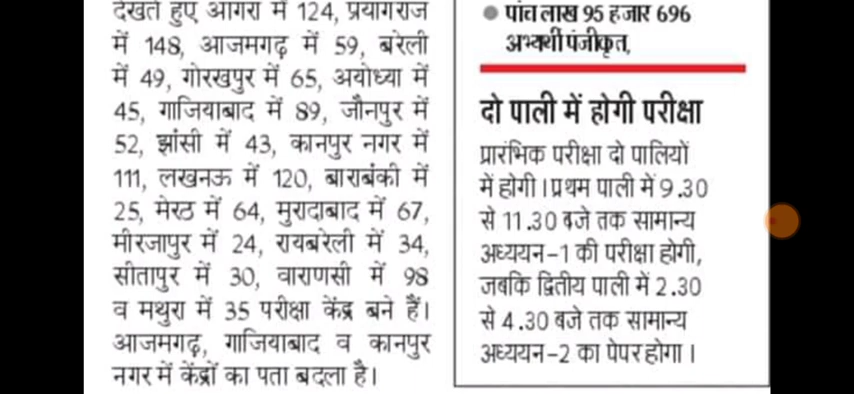 देखते हुए आगरा में 124, प्रयागराज
में 148, आजमगढ़ में 59, बरेली
में 49, गोरखपुर में 65, अयोध्या में
45, गाजियाबाद में 89, जौनपुर में
52, झांसी में 43, कानपुर नगर में
111, लखनऊ में 120, बाराबंकी में
25, मेरठ में 64, मुरादाबाद में 67,
मीरजापुर में 24, रायबरेली में 34,
सीतापुर में 30, वाराणसी में 98
व मथुरा में 35 परीक्षा केंद्र बने हैं।
आजमगढ़, गाजियाबाद व कानपुर
नगर में केंद्रों का पता बदला है।
पांच लाख 95 हजार 696
अभ्यर्थी पंजीकृत,
दो पाली में होगी परीक्षा
प्रारंभिक परीक्षा दो पालियों
में होगी।प्रथम पाली में 9.30
से 11.30 बजे तक सामान्य
अध्ययन-1 की परीक्षा होगी,
जबकि द्वितीय पाली में 2.30
से 4.30 बजे तक सामान्य
अध्ययन-2 का पेपर होगा।